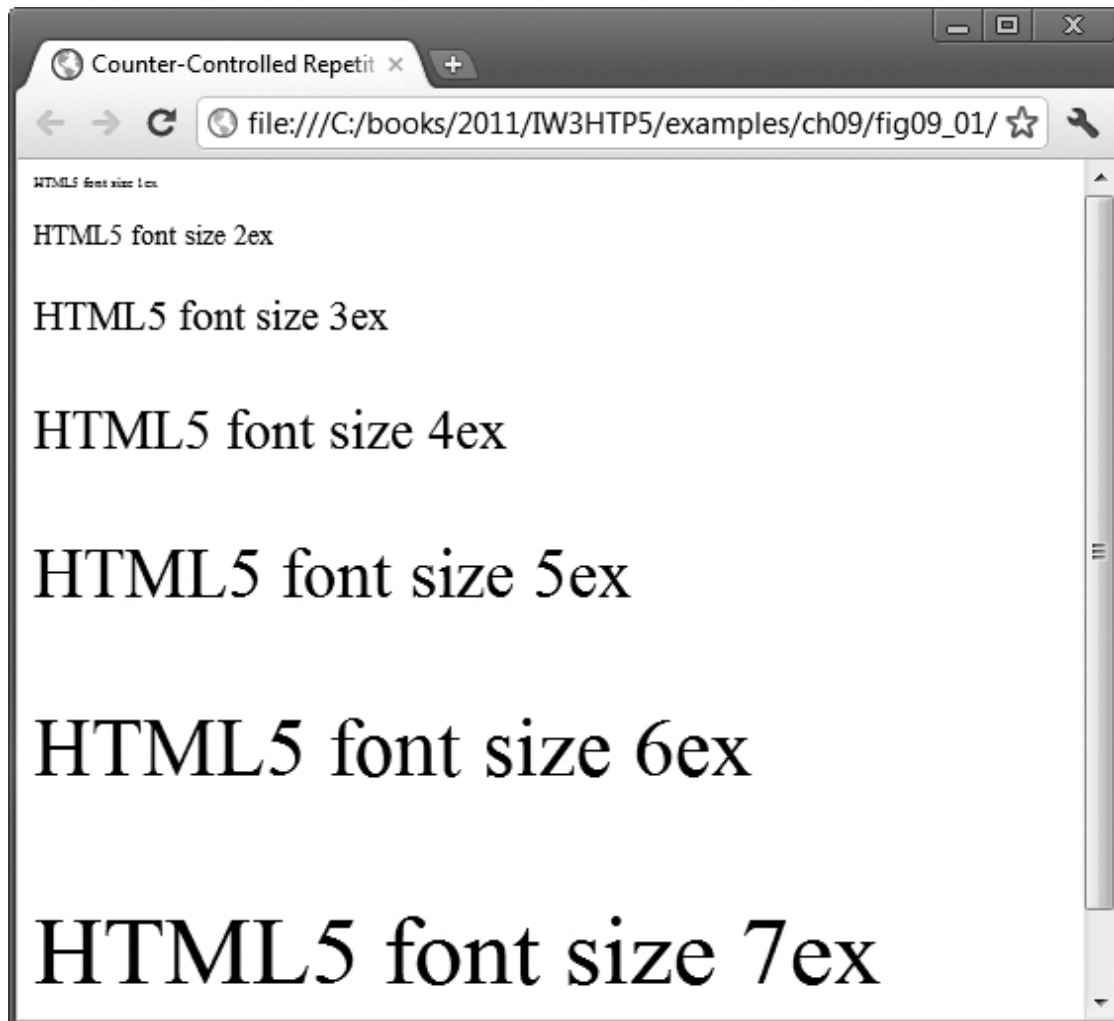 Counter-Controlled Repetit
file:///C:/books/2011/IW3HTP5/examples/ch09/fig09_01/
HTML5 font size 1ex
HTML5 font size 2ex
HTML5 font size 3ex
HTML5 font size 4ex
HTML5 font size 5ex
HTML5 font size 6ex
HTML5 font size 7ex